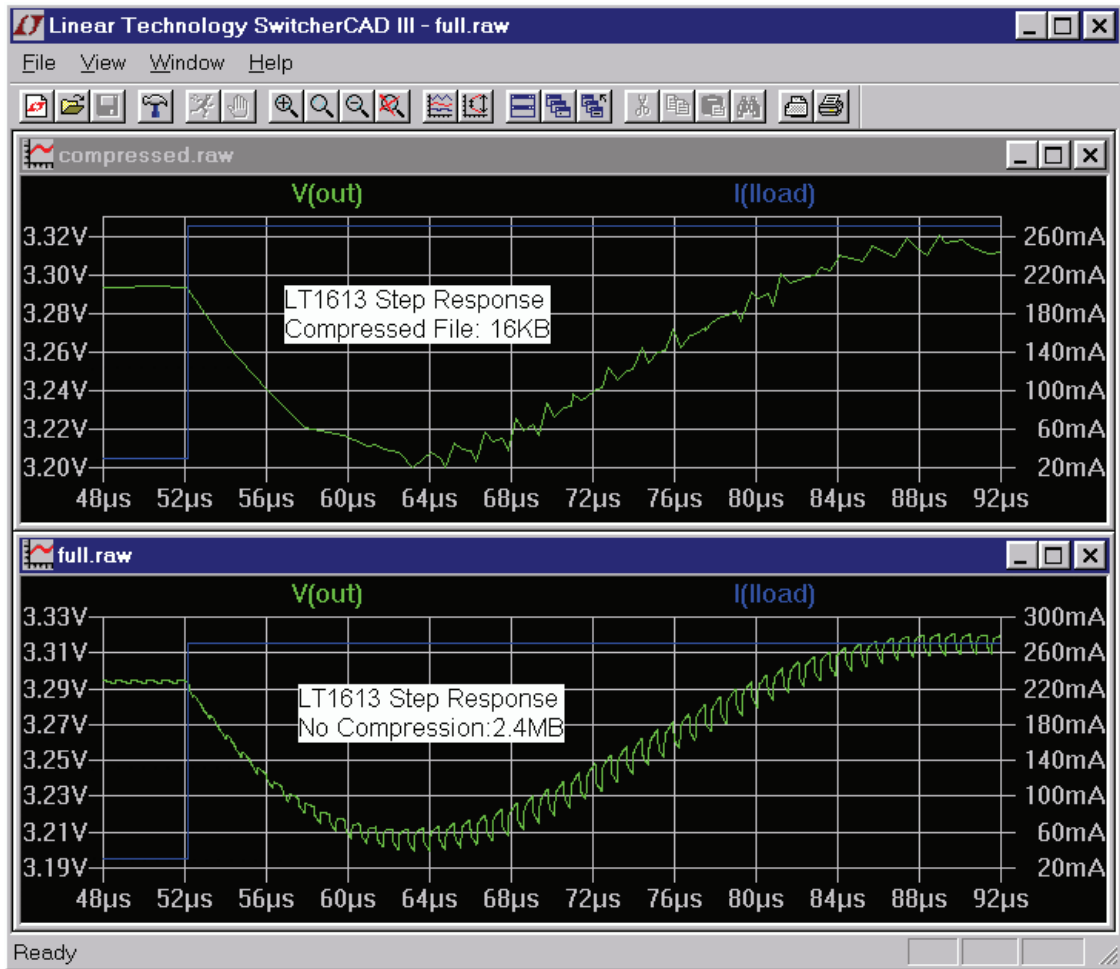 Linear Technology SwitcherCAD III - full.raw
File View Window Help
compressed.raw
V(out) I(Iload)
3.32V 260mA
3.30V 220mA
3.28V 180mA
3.26V 140mA
3.24V 100mA
3.22V 60mA
3.20V 20mA
LT1613 Step Response
Compressed File: 16KB
48µs 52µs 56µs 60µs 64µs 68µs 72µs 76µs 80µs 84µs 88µs 92µs
full.raw
V(out) I(Iload)
3.33V 300mA
3.31V 260mA
3.29V 220mA
3.27V 180mA
3.25V 140mA
3.23V 100mA
3.21V 60mA
3.19V 20mA
LT1613 Step Response
No Compression:2.4MB
48µs 52µs 56µs 60µs 64µs 68µs 72µs 76µs 80µs 84µs 88µs 92µs
Ready